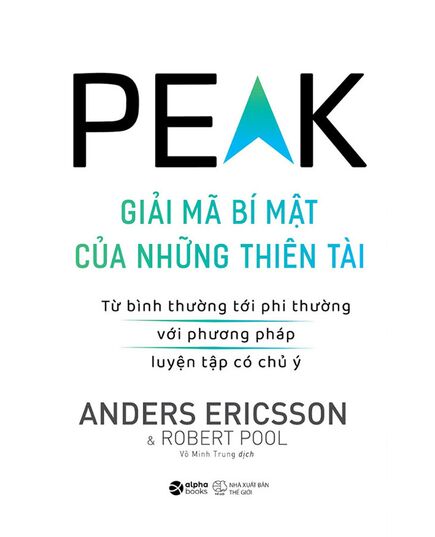 PEAK
GIẢI MÃ BÍ MẬT
CỦA NHỮNG THIÊN TÀI
Từ bình thường tới phi thường
với phương pháp
luyện tập có chủ ý
ANDERS ERICSSON
& ROBERT POOL
Võ Minh Trung dịch
alpha books
NHÀ XUẤT BẢN
THẾ GIỚI